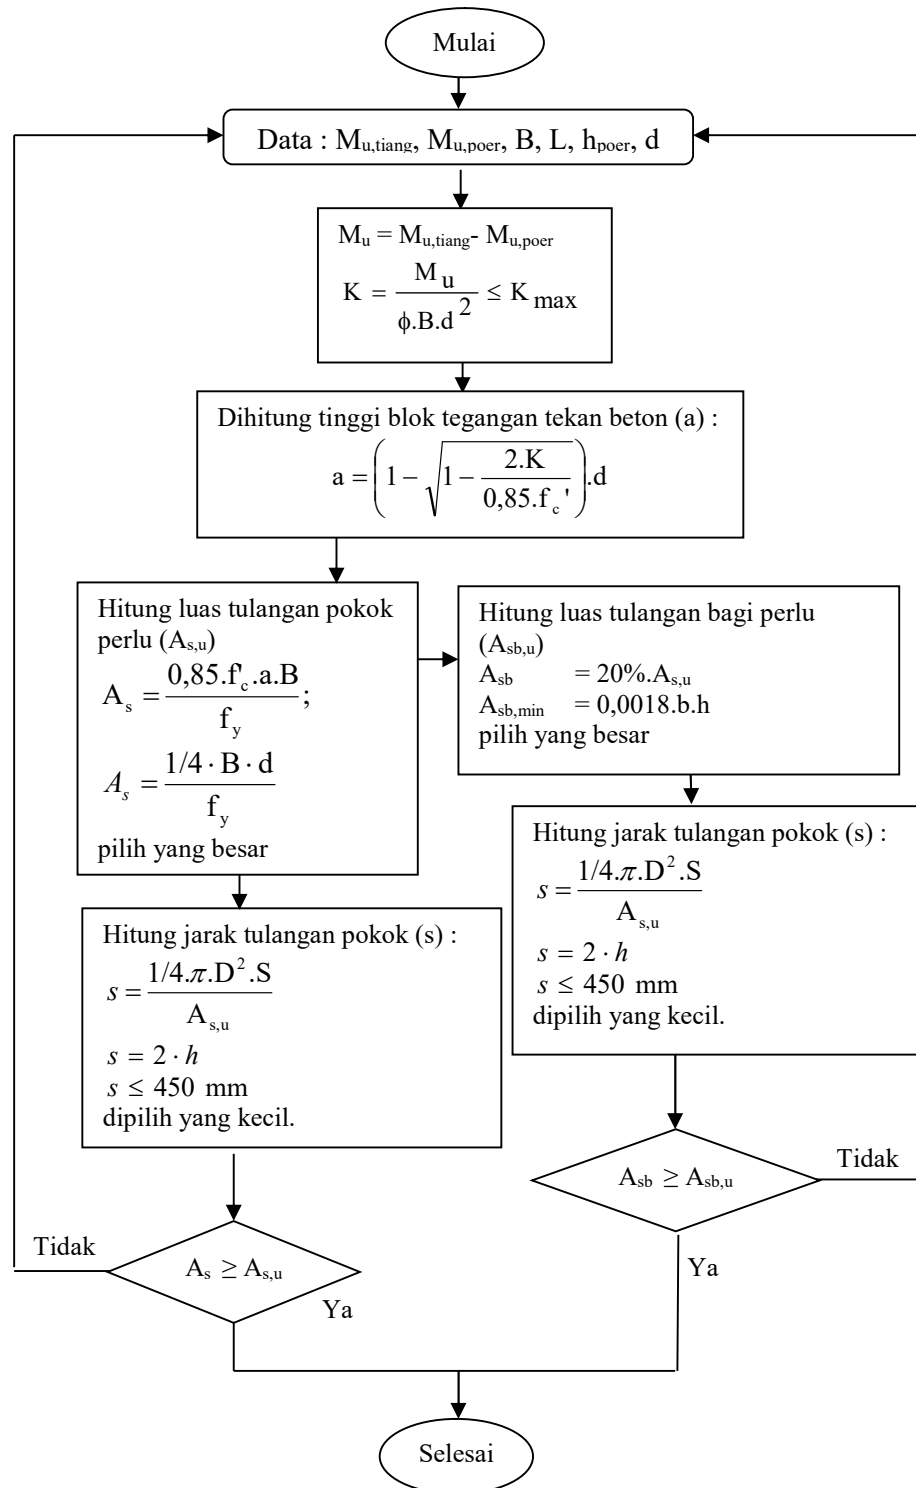 Mulai
Data : Mu,tiang, Mu,poer, B, L, hpoer, d
Mu = Mu,tiang- Mu,poer
K = Mu / φ.B.d² ≤ Kmax
Dihitung tinggi blok tegangan tekan beton (a) :
a = (1 − √(1 − 2.K / 0,85.fc')).d
Hitung luas tulangan pokok
perlu (As,u)
As = 0,85.f'c.a.B / fy;
As = 1/4 · B · d / fy
pilih yang besar
Hitung luas tulangan bagi perlu
(Asb,u)
Asb = 20%.As,u
Asb,min = 0,0018.b.h
pilih yang besar
Hitung jarak tulangan pokok (s) :
s = 1/4.π.D².S / As,u
s = 2 · h
s ≤ 450 mm
dipilih yang kecil.
Hitung jarak tulangan pokok (s) :
s = 1/4.π.D².S / As,u
s = 2 · h
s ≤ 450 mm
dipilih yang kecil.
Asb ≥ Asb,u
Tidak
Ya
Tidak
As ≥ As,u
Ya
Selesai